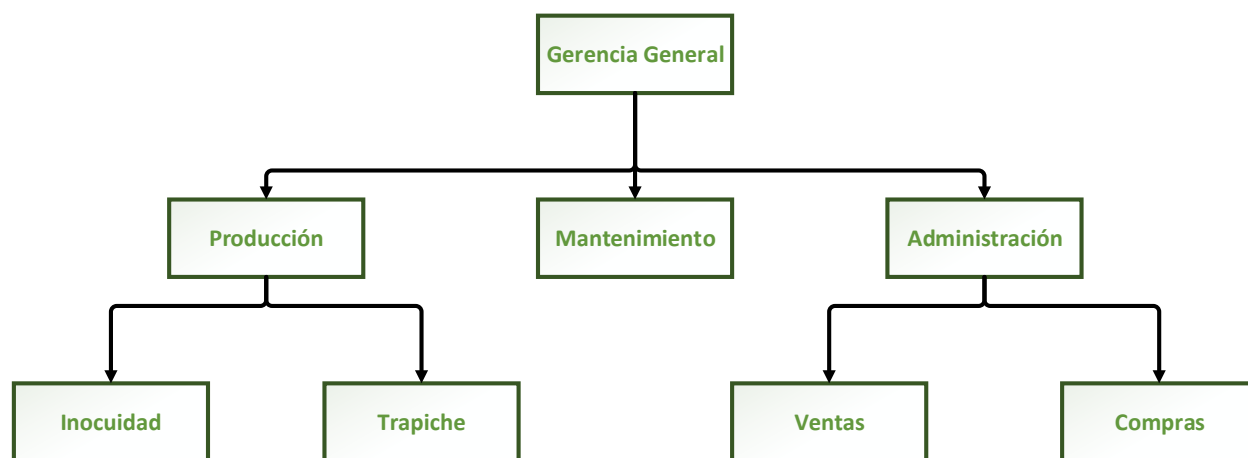 Gerencia General
Producción
Mantenimiento
Administración
Inocuidad
Trapiche
Ventas
Compras